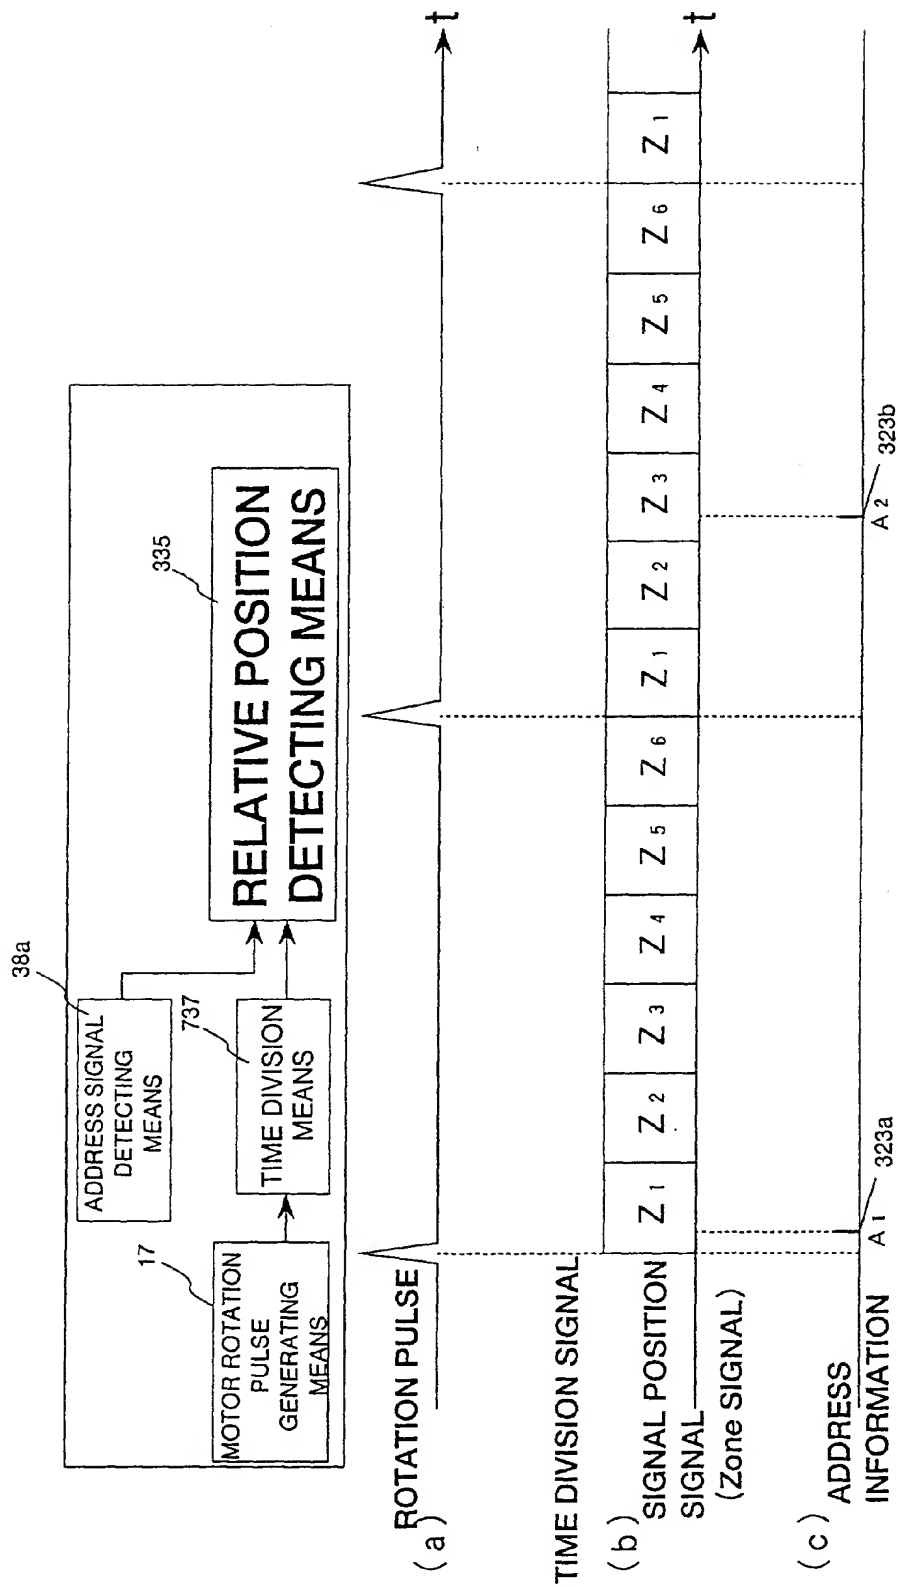 38a
ADDRESS SIGNAL
DETECTING
MEANS
17
MOTOR ROTATION
PULSE
GENERATING
MEANS
737
TIME DIVISION
MEANS
335
RELATIVE POSITION
DETECTING MEANS
ROTATION PULSE
(a)
t
TIME DIVISION SIGNAL
(b)
SIGNAL POSITION
SIGNAL
(Zone SIGNAL)
Z1 Z2 Z3 Z4 Z5 Z6 Z1 Z2 Z3 Z4 Z5 Z6 Z1
t
(c)
ADDRESS
INFORMATION
A1
323a
A2
323b